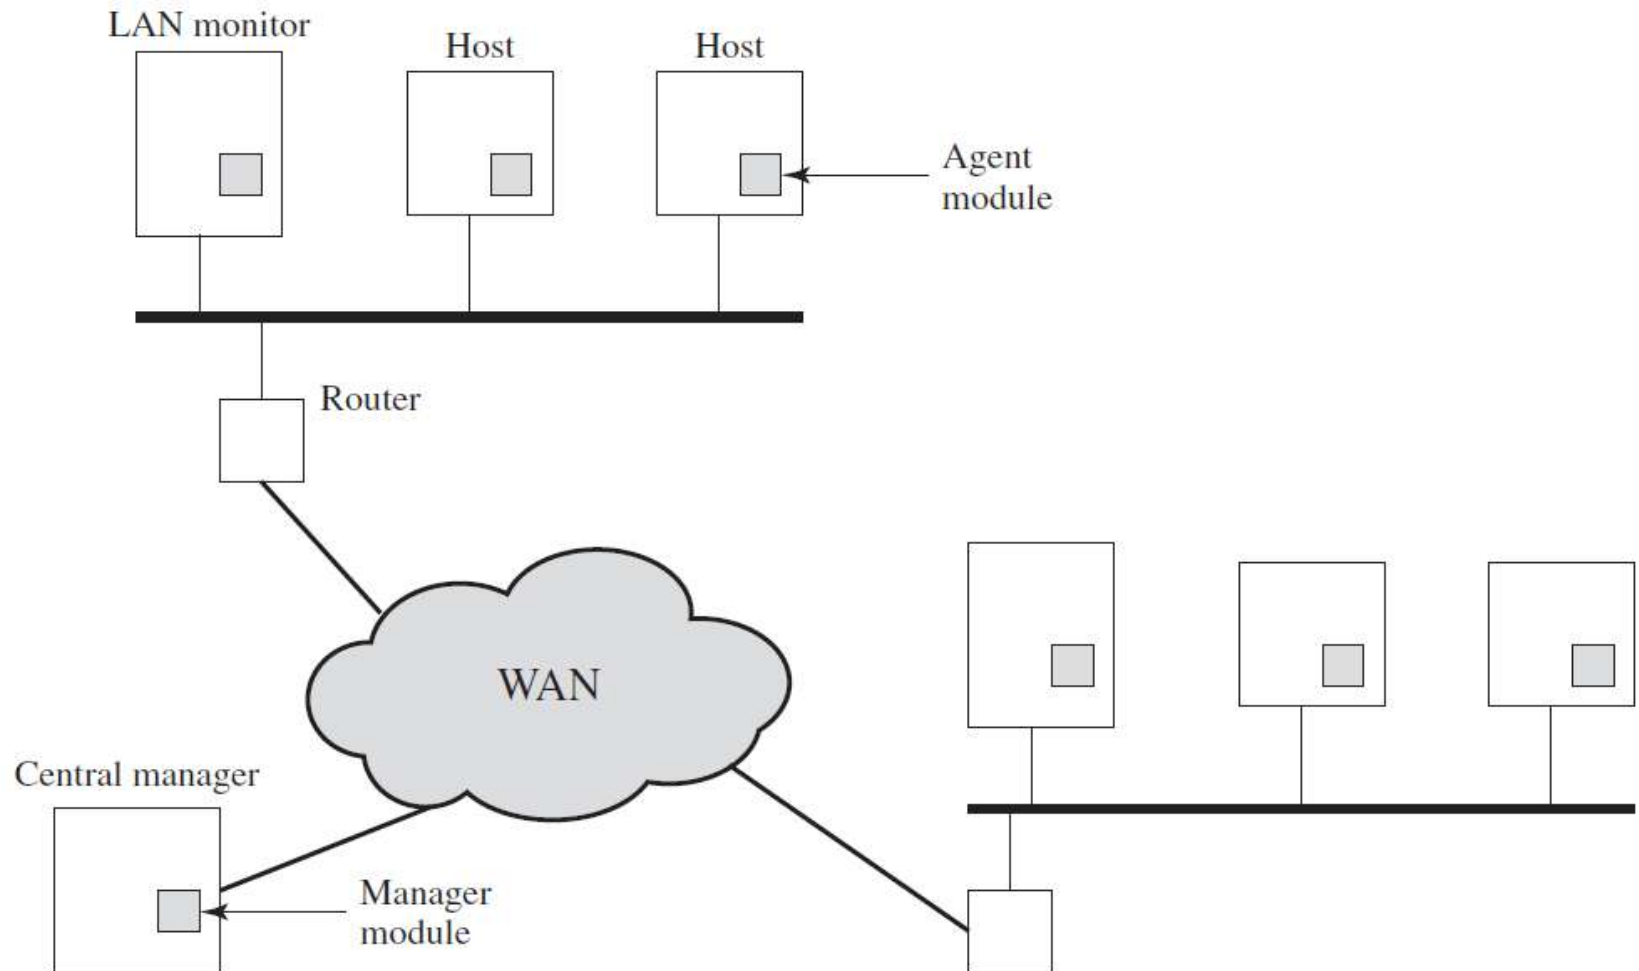 LAN monitor
Host
Host
Agent
module
Router
WAN
Central manager
Manager
module